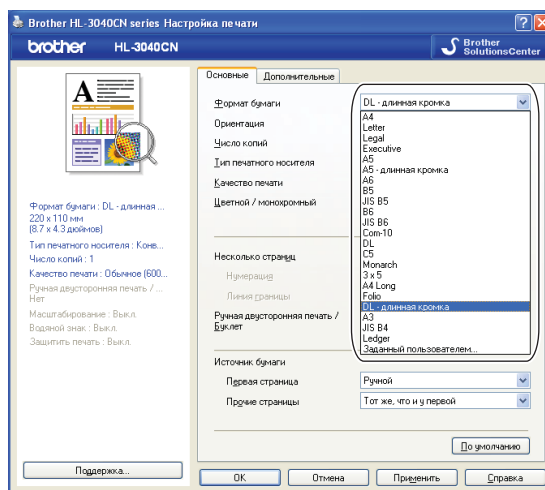 Brother HL-3040CN series Настройка печати
brother HL-3040CN
Brother
SolutionsCenter
Основные Дополнительные
Формат бумаги
Ориентация
Число копий
Тип печатного носителя
Качество печати
Цветной / монохромный
Несколько страниц
Нумерация
Линия границы
Ручная двусторонняя печать /
Буклет
DL - длинная кромка
A4
Letter
Legal
Executive
A5
A5 - длинная кромка
A6
B5
JIS B5
B6
JIS B6
Com-10
DL
C5
Monarch
3 x 5
A4 Long
Folio
DL - длинная кромка
A3
JIS B4
Ledger
Заданный пользователем...
Источник бумаги
Первая страница Ручной
Прочие страницы Тот же, что и у первой
По умолчанию
Формат бумаги : DL - длинная ...
220 x 110 мм
(8.7 x 4.3 дюймов)
Тип печатного носителя : Конв...
Число копий : 1
Качество печати : Обычное (600...
Ручная двусторонняя печать / ...
Нет
Масштабирование : Выкл.
Водяной знак : Выкл.
Защитить печать : Выкл.
Поддержка...
OK Отмена Применить Справка